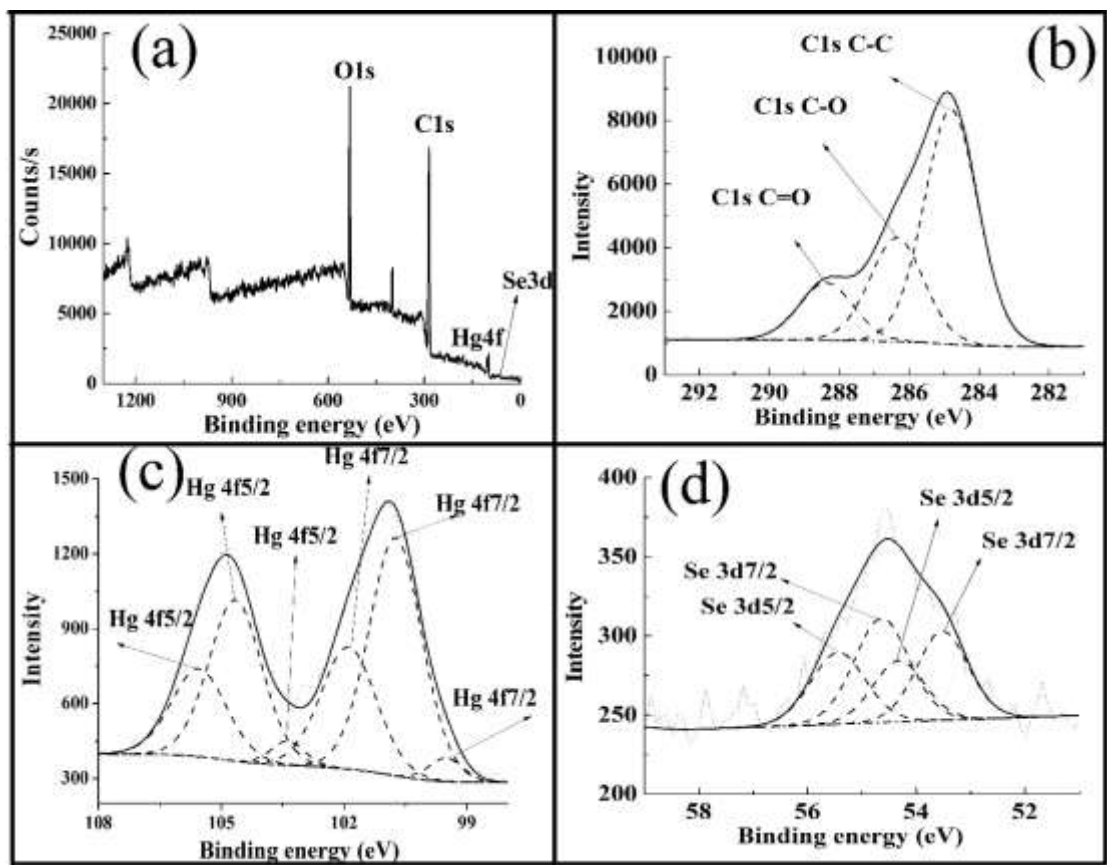 (a)
25000
20000
15000
10000
5000
0
Counts/s
O1s
C1s
Se3d
Hg4f
1200 900 600 300 0
Binding energy (eV)
(b)
10000
8000
6000
4000
2000
0
Intensity
C1s C-C
C1s C-O
C1s C=O
292 290 288 286 284 282
Binding energy (eV)
(c)
1500
1200
900
600
300
Intensity
Hg 4f7/2
Hg 4f5/2
Hg 4f7/2
Hg 4f5/2
Hg 4f5/2
Hg 4f7/2
108 105 102 99
Binding energy (eV)
(d)
400
350
300
250
200
Intensity
Se 3d5/2
Se 3d7/2
Se 3d7/2
Se 3d5/2
58 56 54 52
Binding energy (eV)